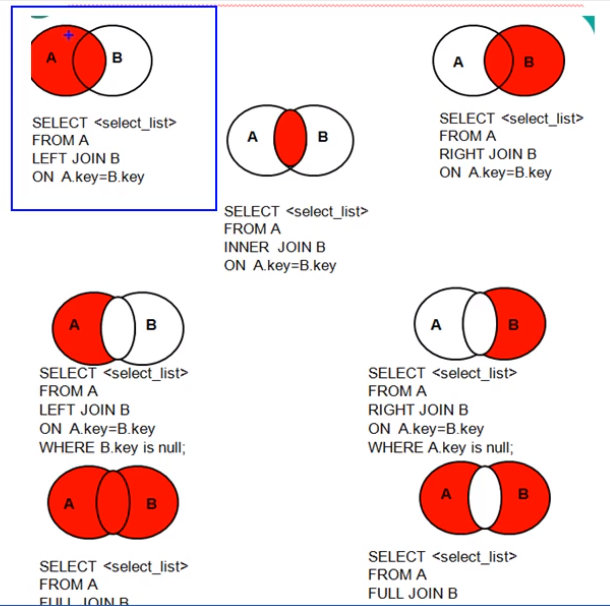 A B
SELECT <select_list>
FROM A
LEFT JOIN B
ON A.key=B.key
A B
SELECT <select_list>
FROM A
RIGHT JOIN B
ON A.key=B.key
A B
SELECT <select_list>
FROM A
INNER JOIN B
ON A.key=B.key
A B
SELECT <select_list>
FROM A
LEFT JOIN B
ON A.key=B.key
WHERE B.key is null;
A B
SELECT <select_list>
FROM A
RIGHT JOIN B
ON A.key=B.key
WHERE A.key is null;
A B
SELECT <select_list>
FROM A
FULL JOIN B
A B
SELECT <select_list>
FROM A
FULL JOIN B